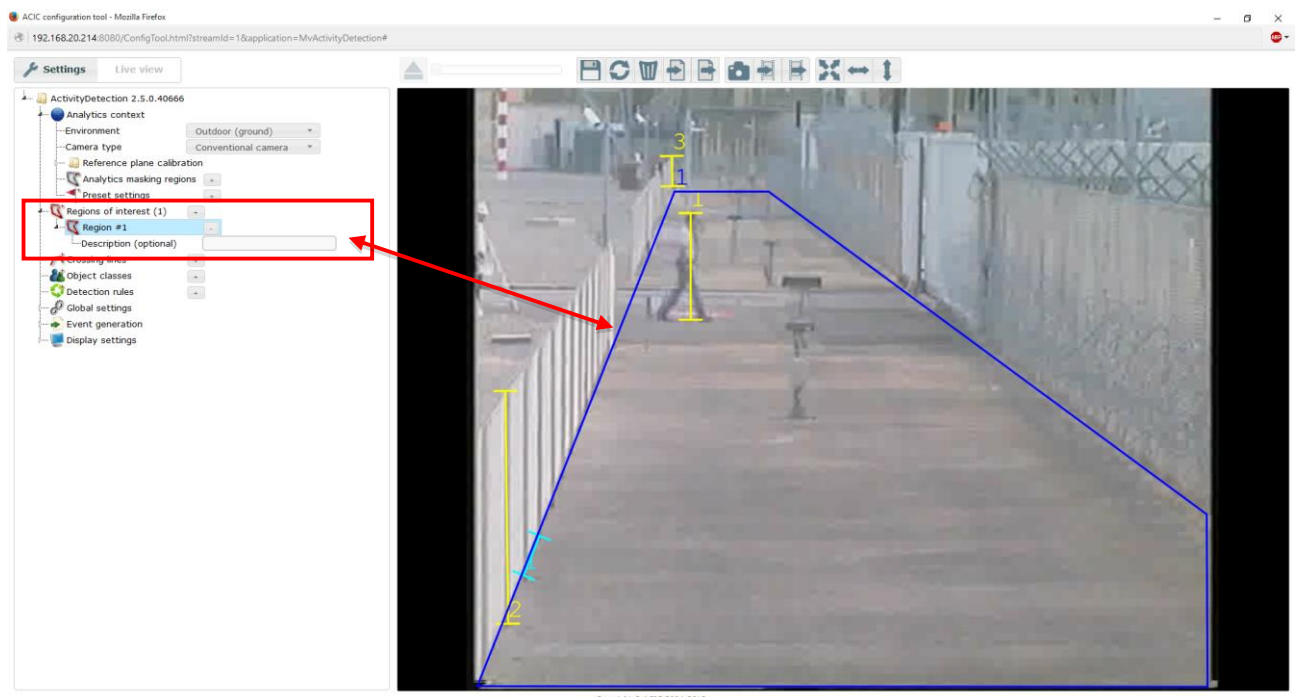 ACIC configuration tool - Mozilla Firefox
192.168.20.214:8080/ConfigTool.html?streamId=1&application=MvActivityDetection#
ABP
Settings Live view
ActivityDetection 2.5.0.40666
Analytics context
Environment Outdoor (ground)
Camera type Conventional camera
Reference plane calibration
Analytics masking regions
Preset settings
Regions of interest (1)
Region #1
Description (optional)
Crossing lines
Object classes
Detection rules
Global settings
Event generation
Display settings
3
1
1
2